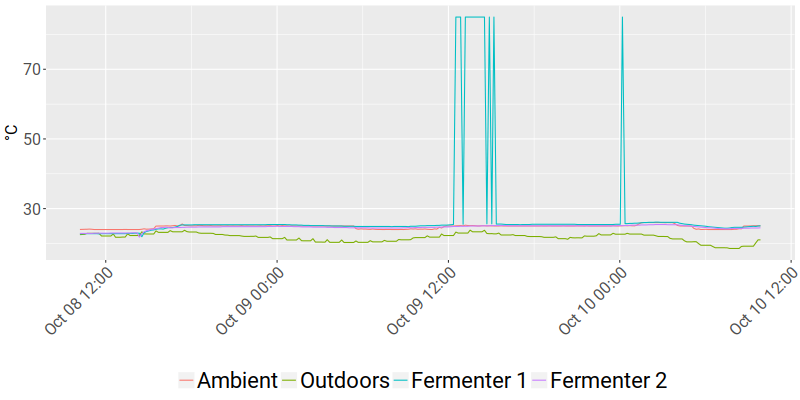 °C
70
50
30
Oct 08 12:00
Oct 09 00:00
Oct 09 12:00
Oct 10 00:00
Oct 10 12:00
Ambient Outdoors Fermenter 1 Fermenter 2